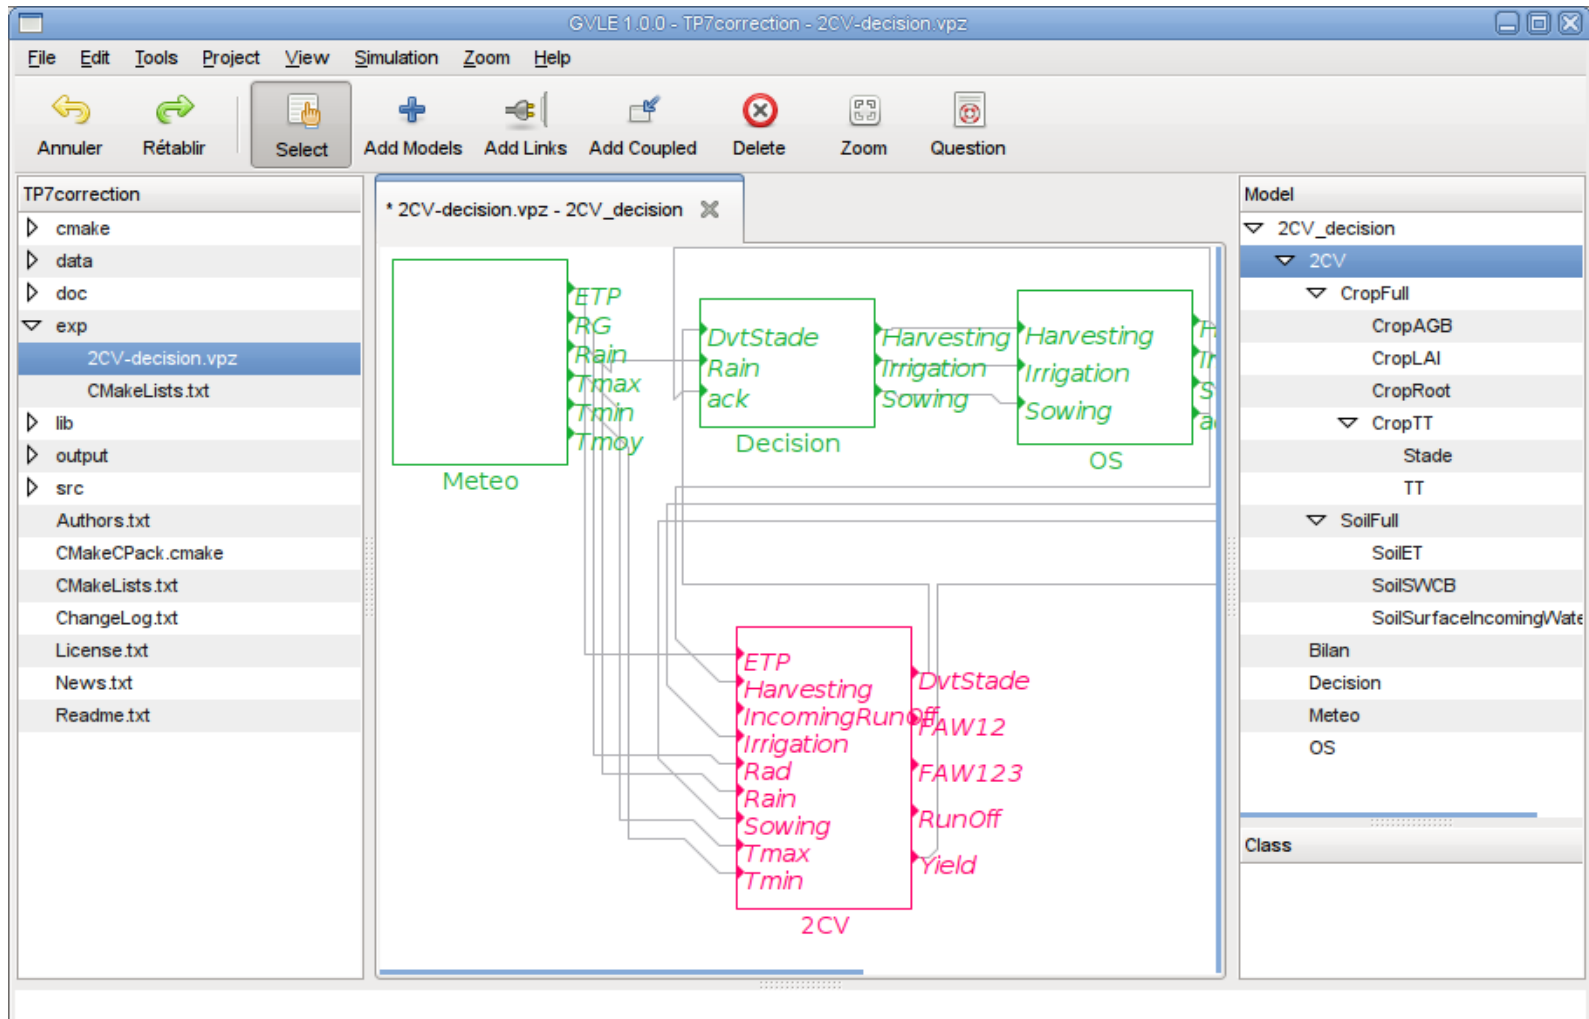 GVLE 1.0.0 - TP7correction - 2CV-decision.vpz
File Edit Tools Project View Simulation Zoom Help
Annuler Rétablir Select Add Models Add Links Add Coupled Delete Zoom Question
TP7correction
cmake
data
doc
exp
2CV-decision.vpz
CMakeLists.txt
lib
output
src
Authors.txt
CMakeCPack.cmake
CMakeLists.txt
ChangeLog.txt
License.txt
News.txt
Readme.txt
* 2CV-decision.vpz - 2CV_decision
ETP
RG
Rain
Tmax
Tmin
Tmoy
Meteo
DvtStade
Rain
ack
Harvesting
Irrigation
Sowing
Decision
Harvesting
Irrigation
Sowing
OS
ETP
Harvesting
IncomingRunOff
Irrigation
Rad
Rain
Sowing
Tmax
Tmin
DvtStade
FAW12
FAW123
RunOff
Yield
2CV
Model
2CV_decision
2CV
CropFull
CropAGB
CropLAI
CropRoot
CropTT
Stade
TT
SoilFull
SoilET
SoilSWCB
SoilSurfaceIncomingWate
Bilan
Decision
Meteo
OS
Class